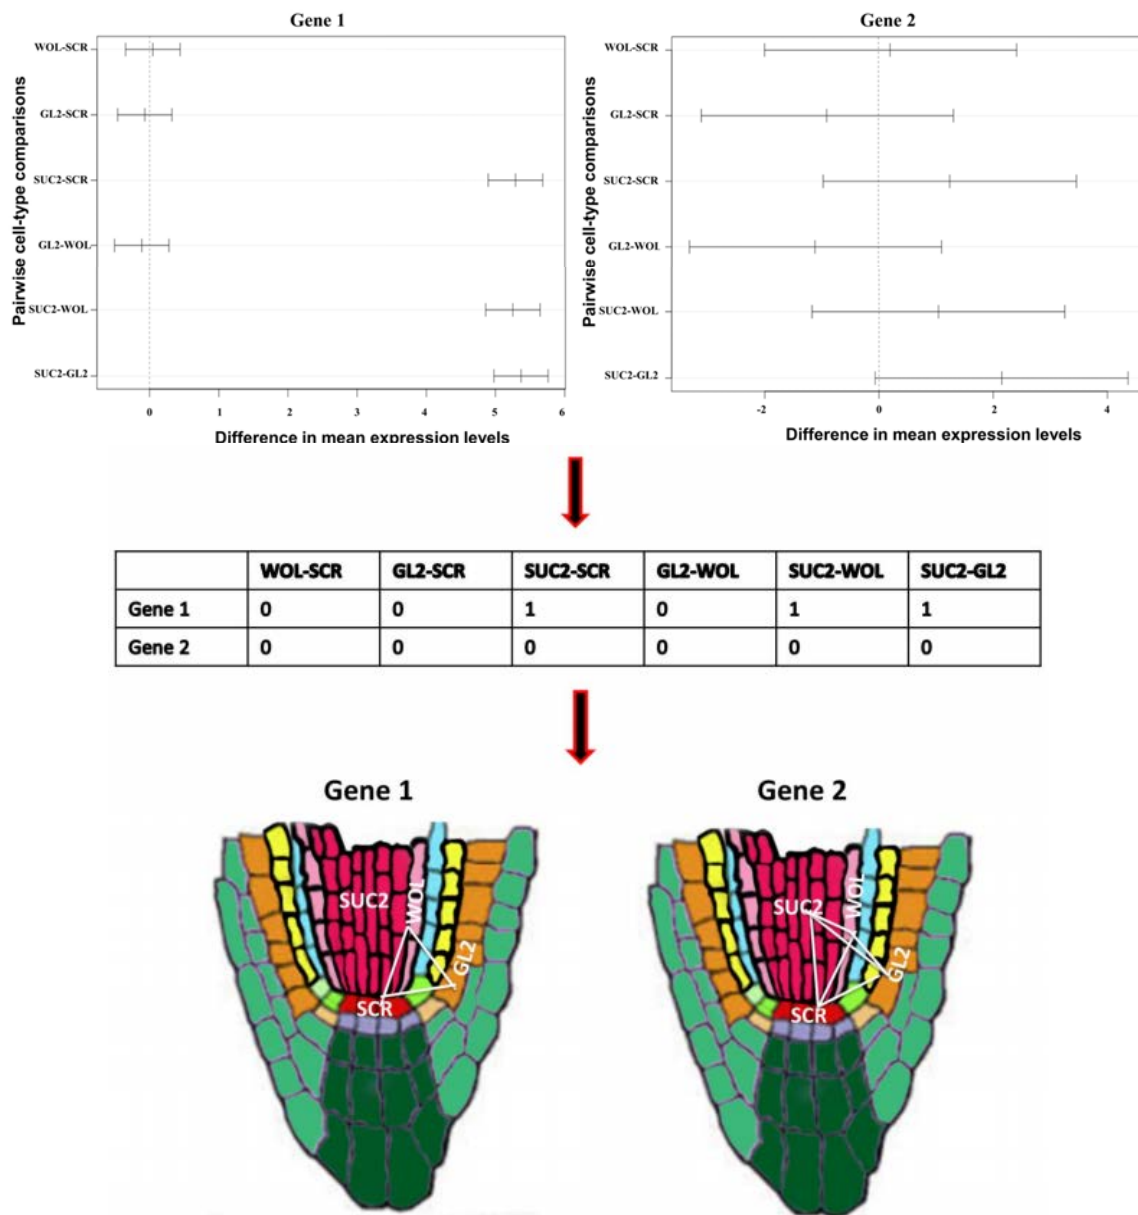 Gene 1
Pairwise cell-type comparisons
WOL-SCR
GL2-SCR
SUC2-SCR
GL2-WOL
SUC2-WOL
SUC2-GL2
0 1 2 3 4 5 6
Difference in mean expression levels
Gene 2
Pairwise cell-type comparisons
WOL-SCR
GL2-SCR
SUC2-SCR
GL2-WOL
SUC2-WOL
SUC2-GL2
-2 0 2 4
Difference in mean expression levels
WOL-SCR GL2-SCR SUC2-SCR GL2-WOL SUC2-WOL SUC2-GL2
Gene 1 0 0 1 0 1 1
Gene 2 0 0 0 0 0 0
Gene 1
SUC2
WOL
GL2
SCR
Gene 2
SUC2
WOL
GL2
SCR